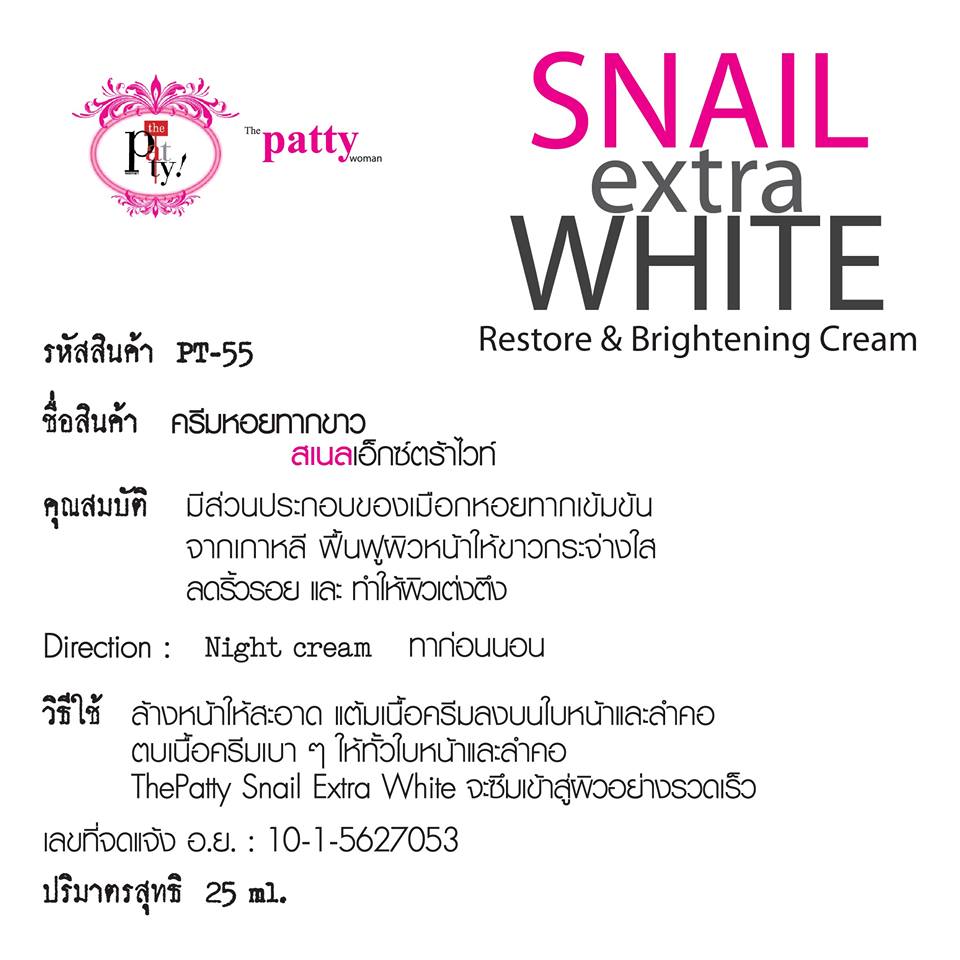 the
Patty!
The patty woman
SNAIL
extra
WHITE
Restore & Brightening Cream
รหัสสินค้า PT-55
ชื่อสินค้า ครีมหอยทากขาว
สเนลเอ็กซ์ตร้าไวท์
คุณสมบัติ มีส่วนประกอบของเมือกหอยทากเข้มข้น
จากเกาหลี ฟื้นฟูผิวหน้าให้ขาวกระจ่างใส
ลดริ้วรอย และ ทำให้ผิวเต่งตึง
Direction : Night cream ทาก่อนนอน
วิธีใช้ ล้างหน้าให้สะอาด แต้มเนื้อครีมลงบนใบหน้าและลำคอ
ตบเนื้อครีมเบา ๆ ให้ทั่วใบหน้าและลำคอ
ThePatty Snail Extra White จะซึมเข้าสู่ผิวอย่างรวดเร็ว
เลขที่จดแจ้ง อ.ย. : 10-1-5627053
ปริมาตรสุทธิ 25 ml.